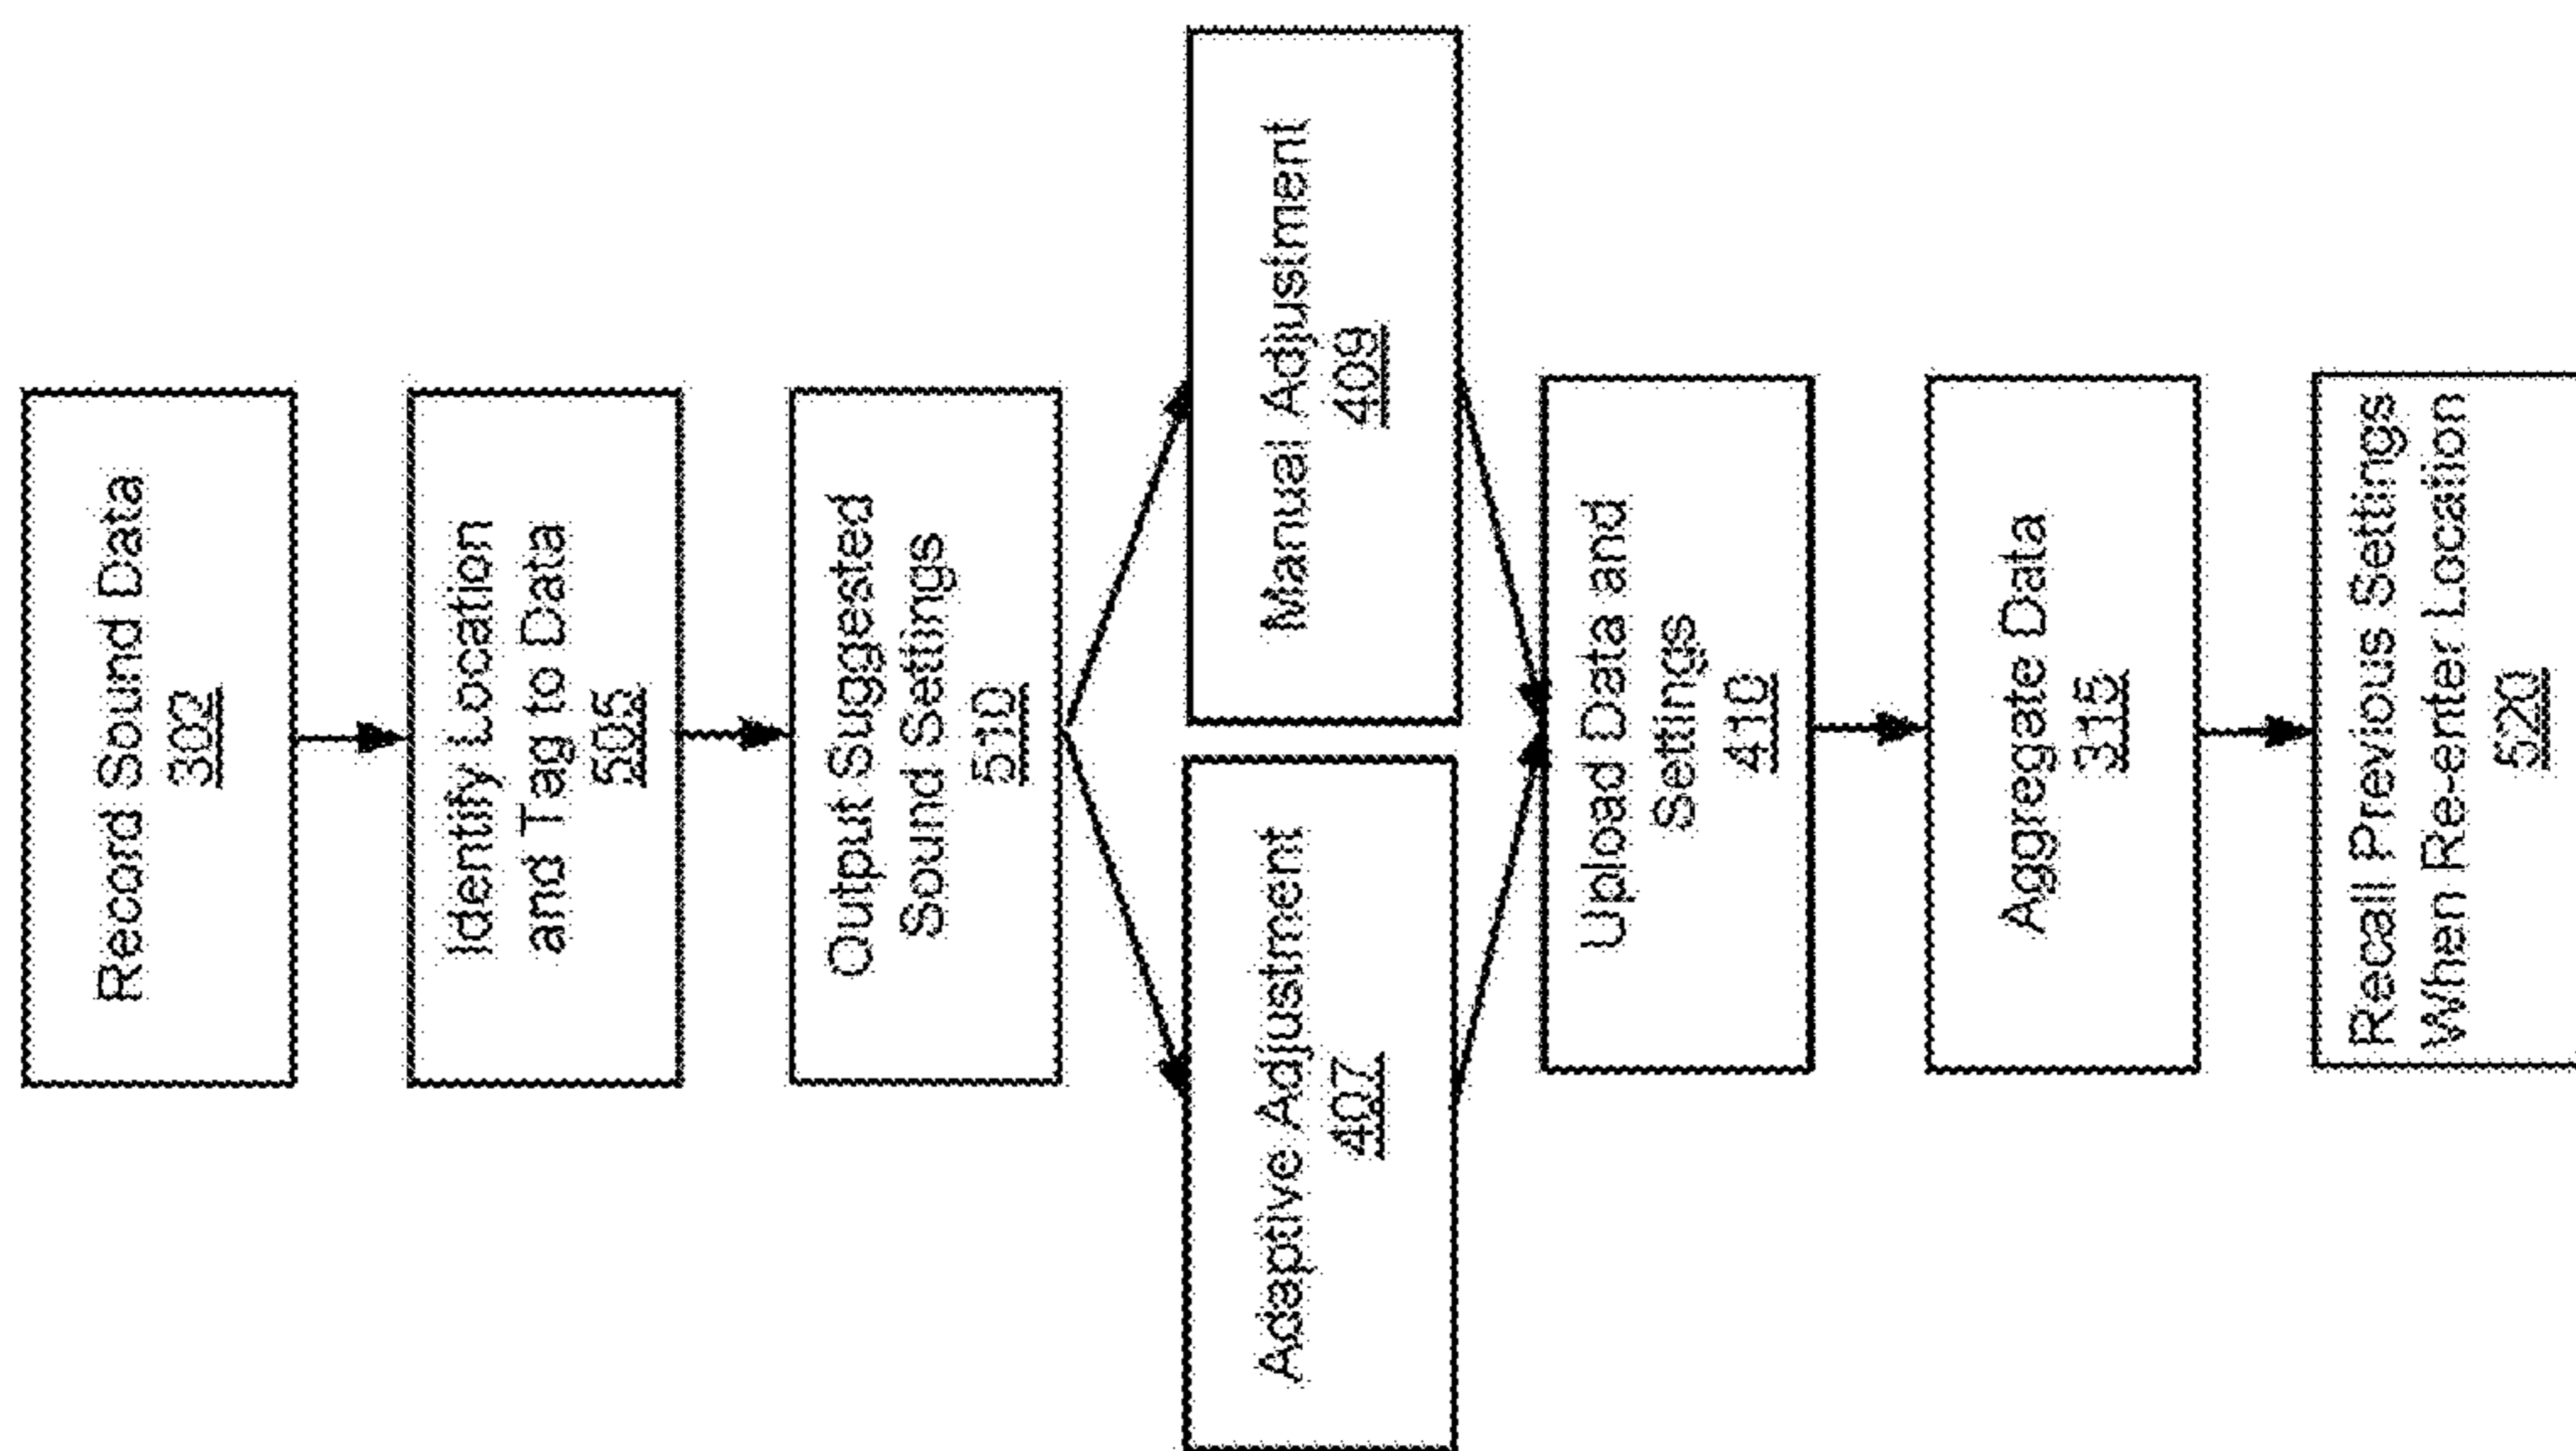 Record Sound Data
302
Identify Location
and Tag to Data
505
Output Suggested
Sound Settings
510
Adaptive Adjustment
407
Manual Adjustment
409
Upload Data and
Settings
410
Aggregate Data
315
Recall Previous Settings
When Re-enter Location
520